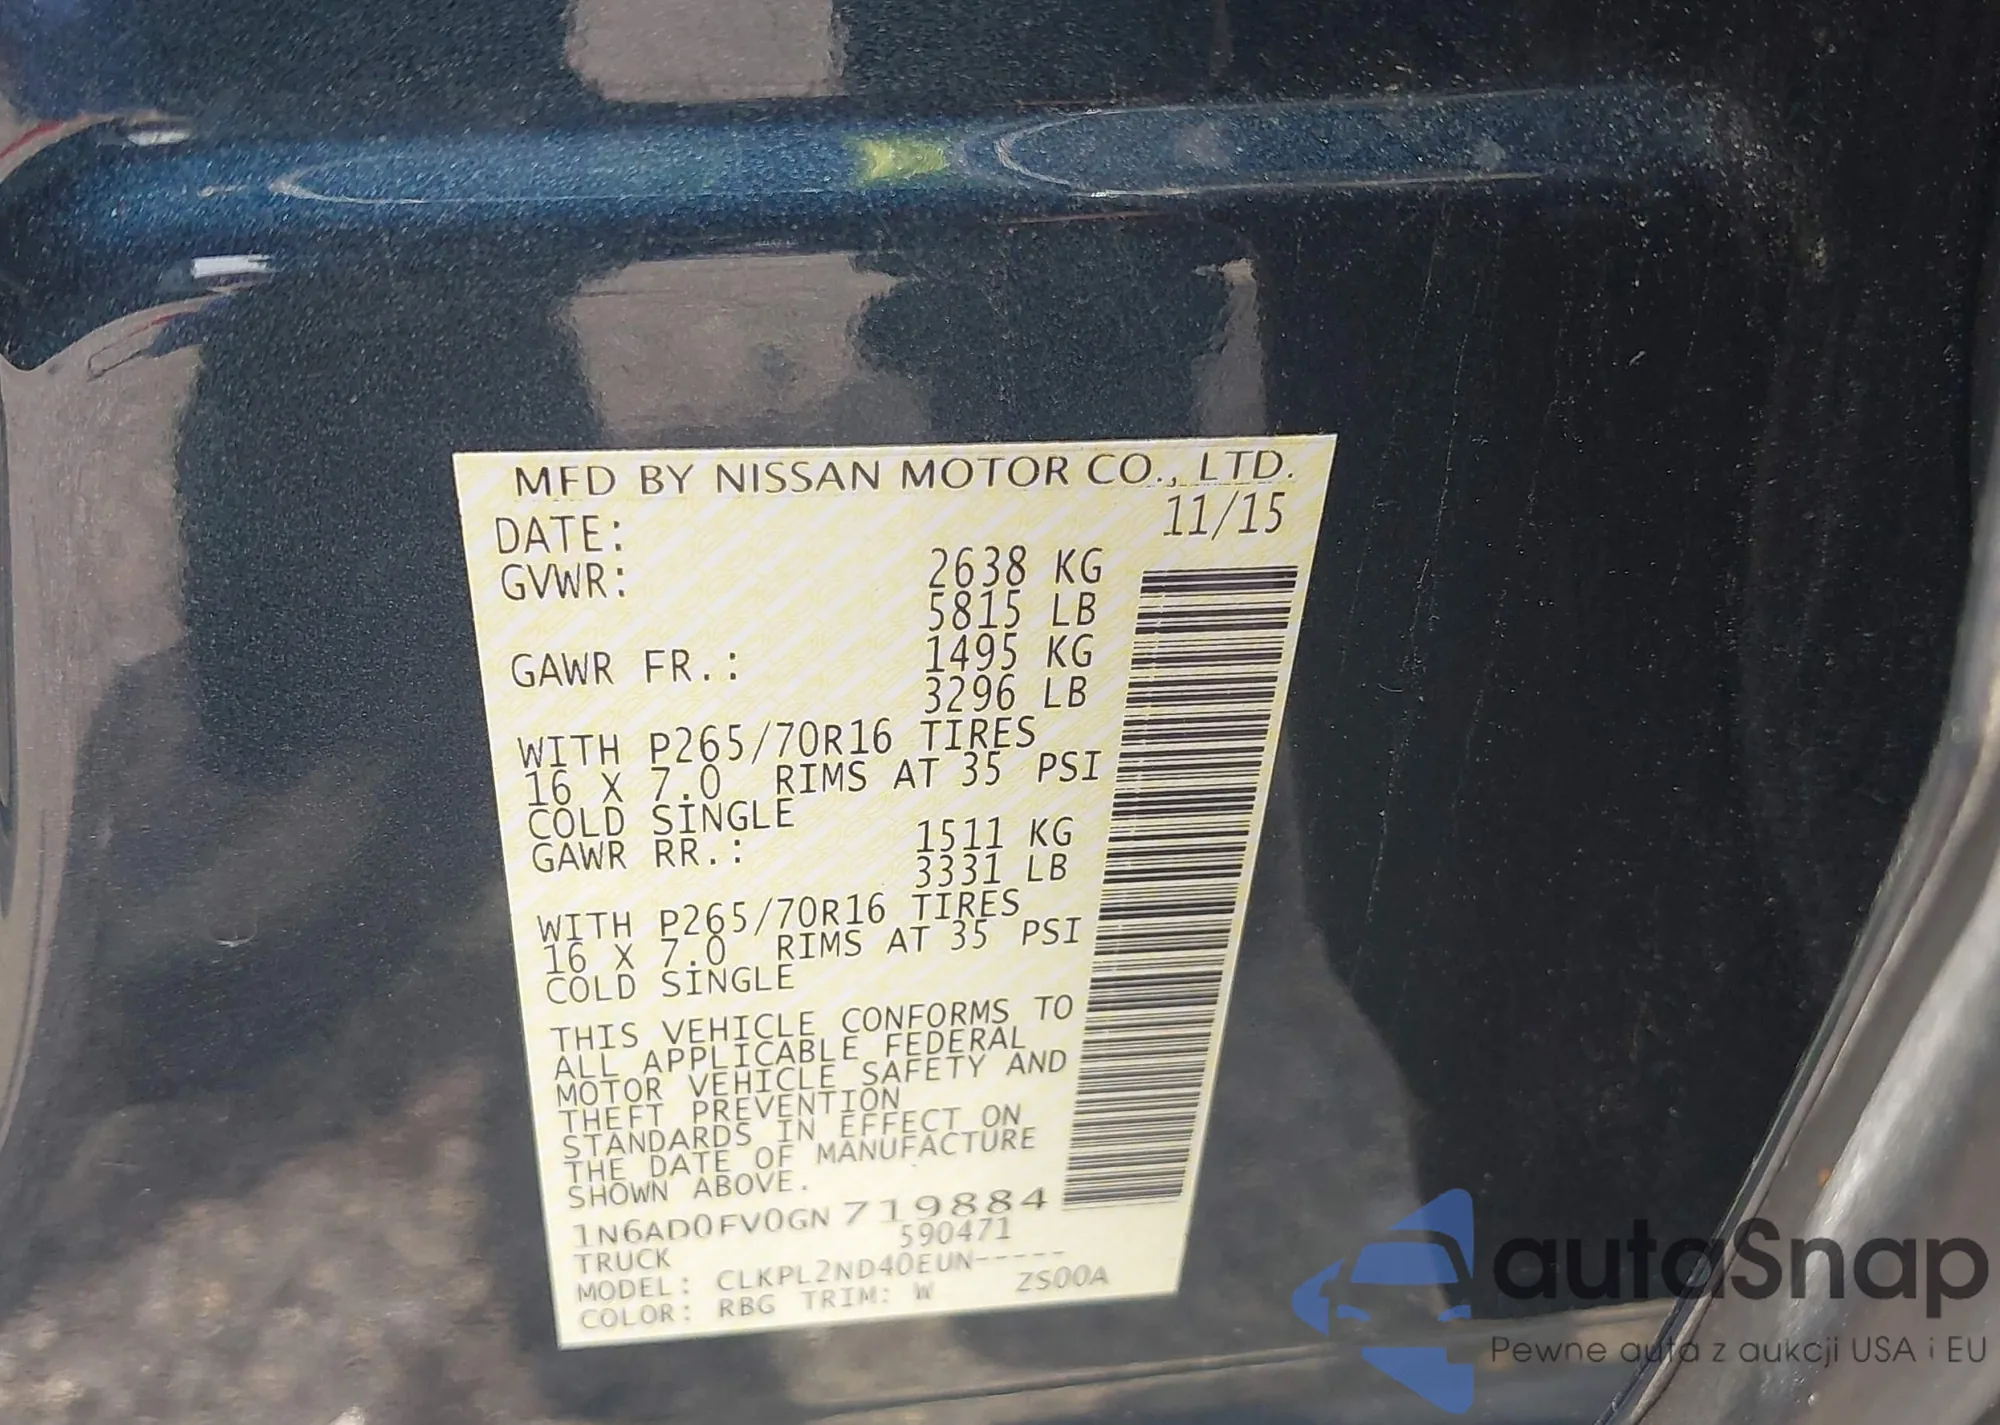 MFD BY NISSAN MOTOR CO., LTD.
DATE: 11/15
GVWR: 2638 KG
5815 LB
GAWR FR.: 1495 KG
3296 LB
WITH P265/70R16 TIRES
16 X 7.0 RIMS AT 35 PSI
COLD SINGLE
GAWR RR.: 1511 KG
3331 LB
WITH P265/70R16 TIRES
16 X 7.0 RIMS AT 35 PSI
COLD SINGLE
THIS VEHICLE CONFORMS TO
ALL APPLICABLE FEDERAL
MOTOR VEHICLE SAFETY AND
THEFT PREVENTION
STANDARDS IN EFFECT ON
THE DATE OF MANUFACTURE
SHOWN ABOVE.
1N6AD0FV0GN719884
TRUCK 590471
MODEL: CLKPL2ND40EUN-----
COLOR: RBG TRIM: W ZS00A
autaSnap
Pewne auta z aukcji USA i EU